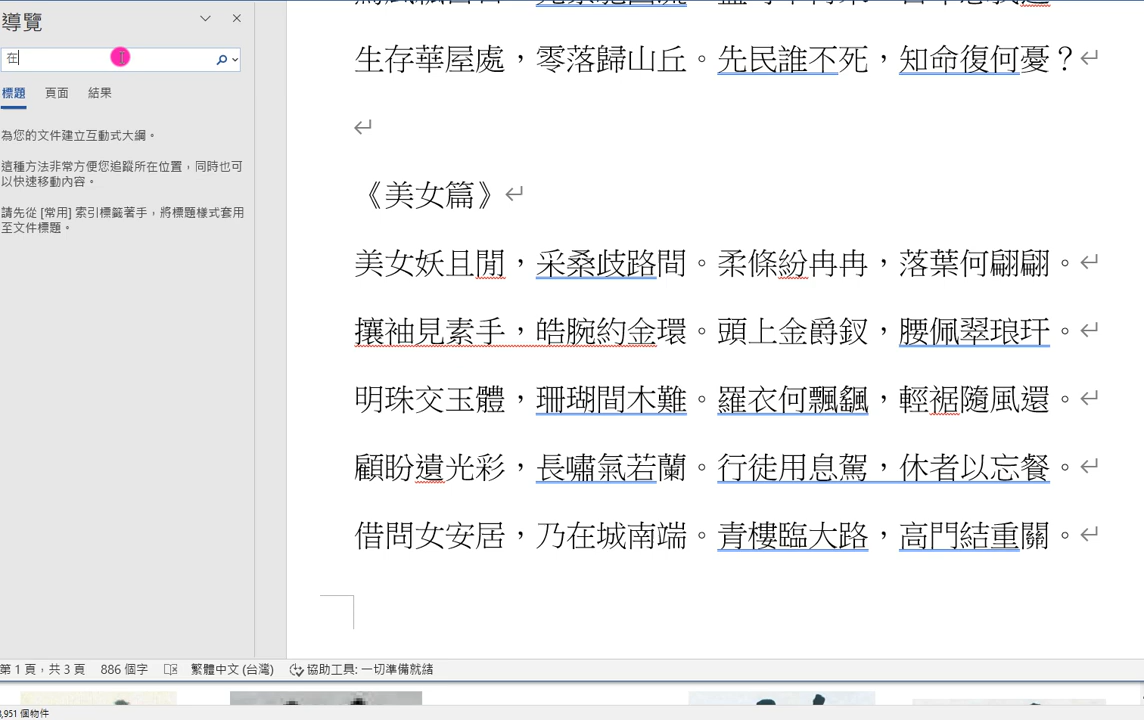 導覽
在
標題 頁面 結果
為您的文件建立互動式大綱。
這種方法非常方便您追蹤所在位置，同時也可
以快速移動內容。
請先從 [常用] 索引標籤著手，將標題樣式套用
至文件標題。
生存華屋處，零落歸山丘。先民誰不死，知命復何憂？
《美女篇》
美女妖且閒，采桑歧路間。柔條紛冉冉，落葉何翩翩。
攘袖見素手，皓腕約金環。頭上金爵釵，腰佩翠琅玕。
明珠交玉體，珊瑚間木難。羅衣何飄颻，輕裾隨風還。
顧盼遺光彩，長嘯氣若蘭。行徒用息駕，休者以忘餐。
借問女安居，乃在城南端。青樓臨大路，高門結重關。
第 1 頁，共 3 頁 886 個字 繁體中文 (台灣) 協助工具: 一切準備就緒
,951 個物件